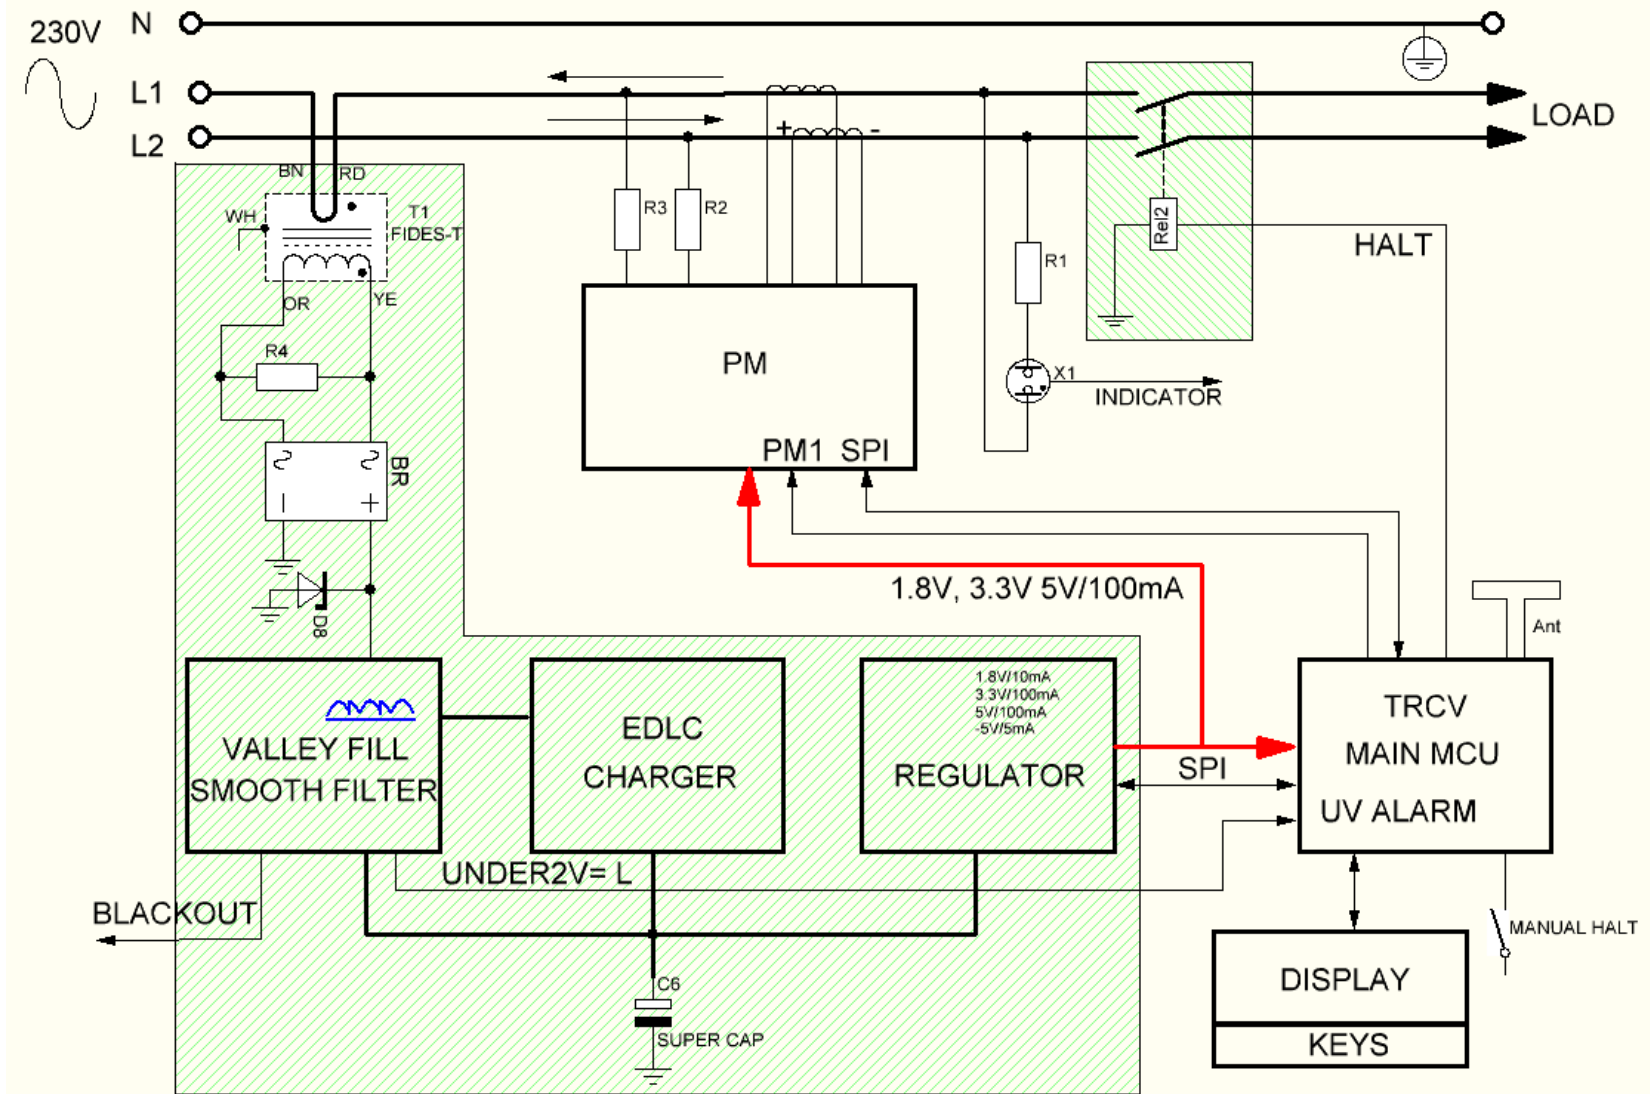 230V
N
L1
L2
LOAD
+
-
BN
RD
WH
T1
FIDES-T
OR
YE
R3
R2
R1
Rel2
HALT
R4
BR
PM
PM1
SPI
X1
INDICATOR
D8
1.8V, 3.3V 5V/100mA
Ant
VALLEY FILL
SMOOTH FILTER
EDLC
CHARGER
1.8V/10mA
3.3V/100mA
5V/100mA
-5V/5mA
REGULATOR
SPI
TRCV
MAIN MCU
UV ALARM
UNDER2V= L
BLACKOUT
MANUAL HALT
C6
SUPER CAP
DISPLAY
KEYS